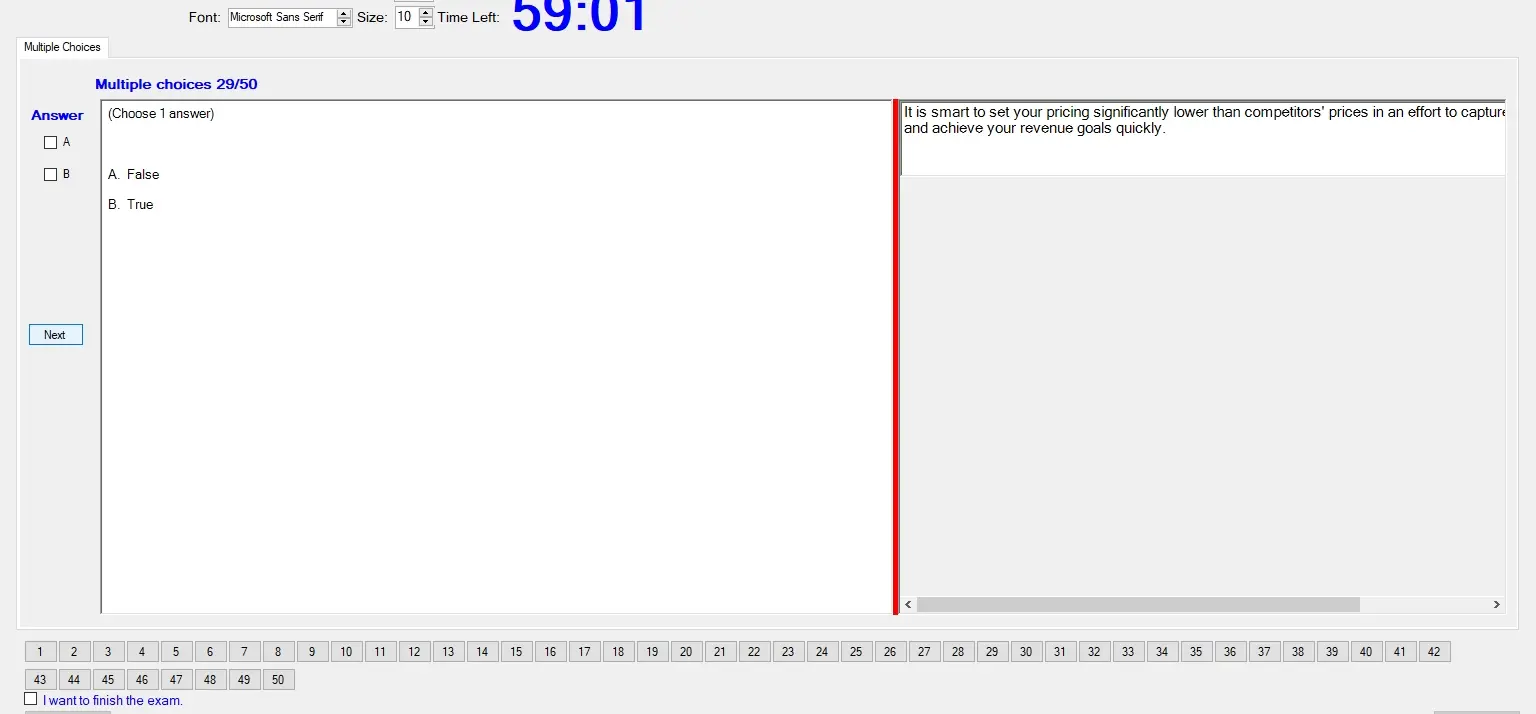 Font: Microsoft Sans Serif Size: 10 Time Left: 59:01
Multiple Choices
Multiple choices 29/50
Answer
A
B
Next
(Choose 1 answer)
A. False
B. True
It is smart to set your pricing significantly lower than competitors' prices in an effort to capture
and achieve your revenue goals quickly.
1 2 3 4 5 6 7 8 9 10 11 12 13 14 15 16 17 18 19 20 21 22 23 24 25 26 27 28 29 30 31 32 33 34 35 36 37 38 39 40 41 42
43 44 45 46 47 48 49 50
I want to finish the exam.